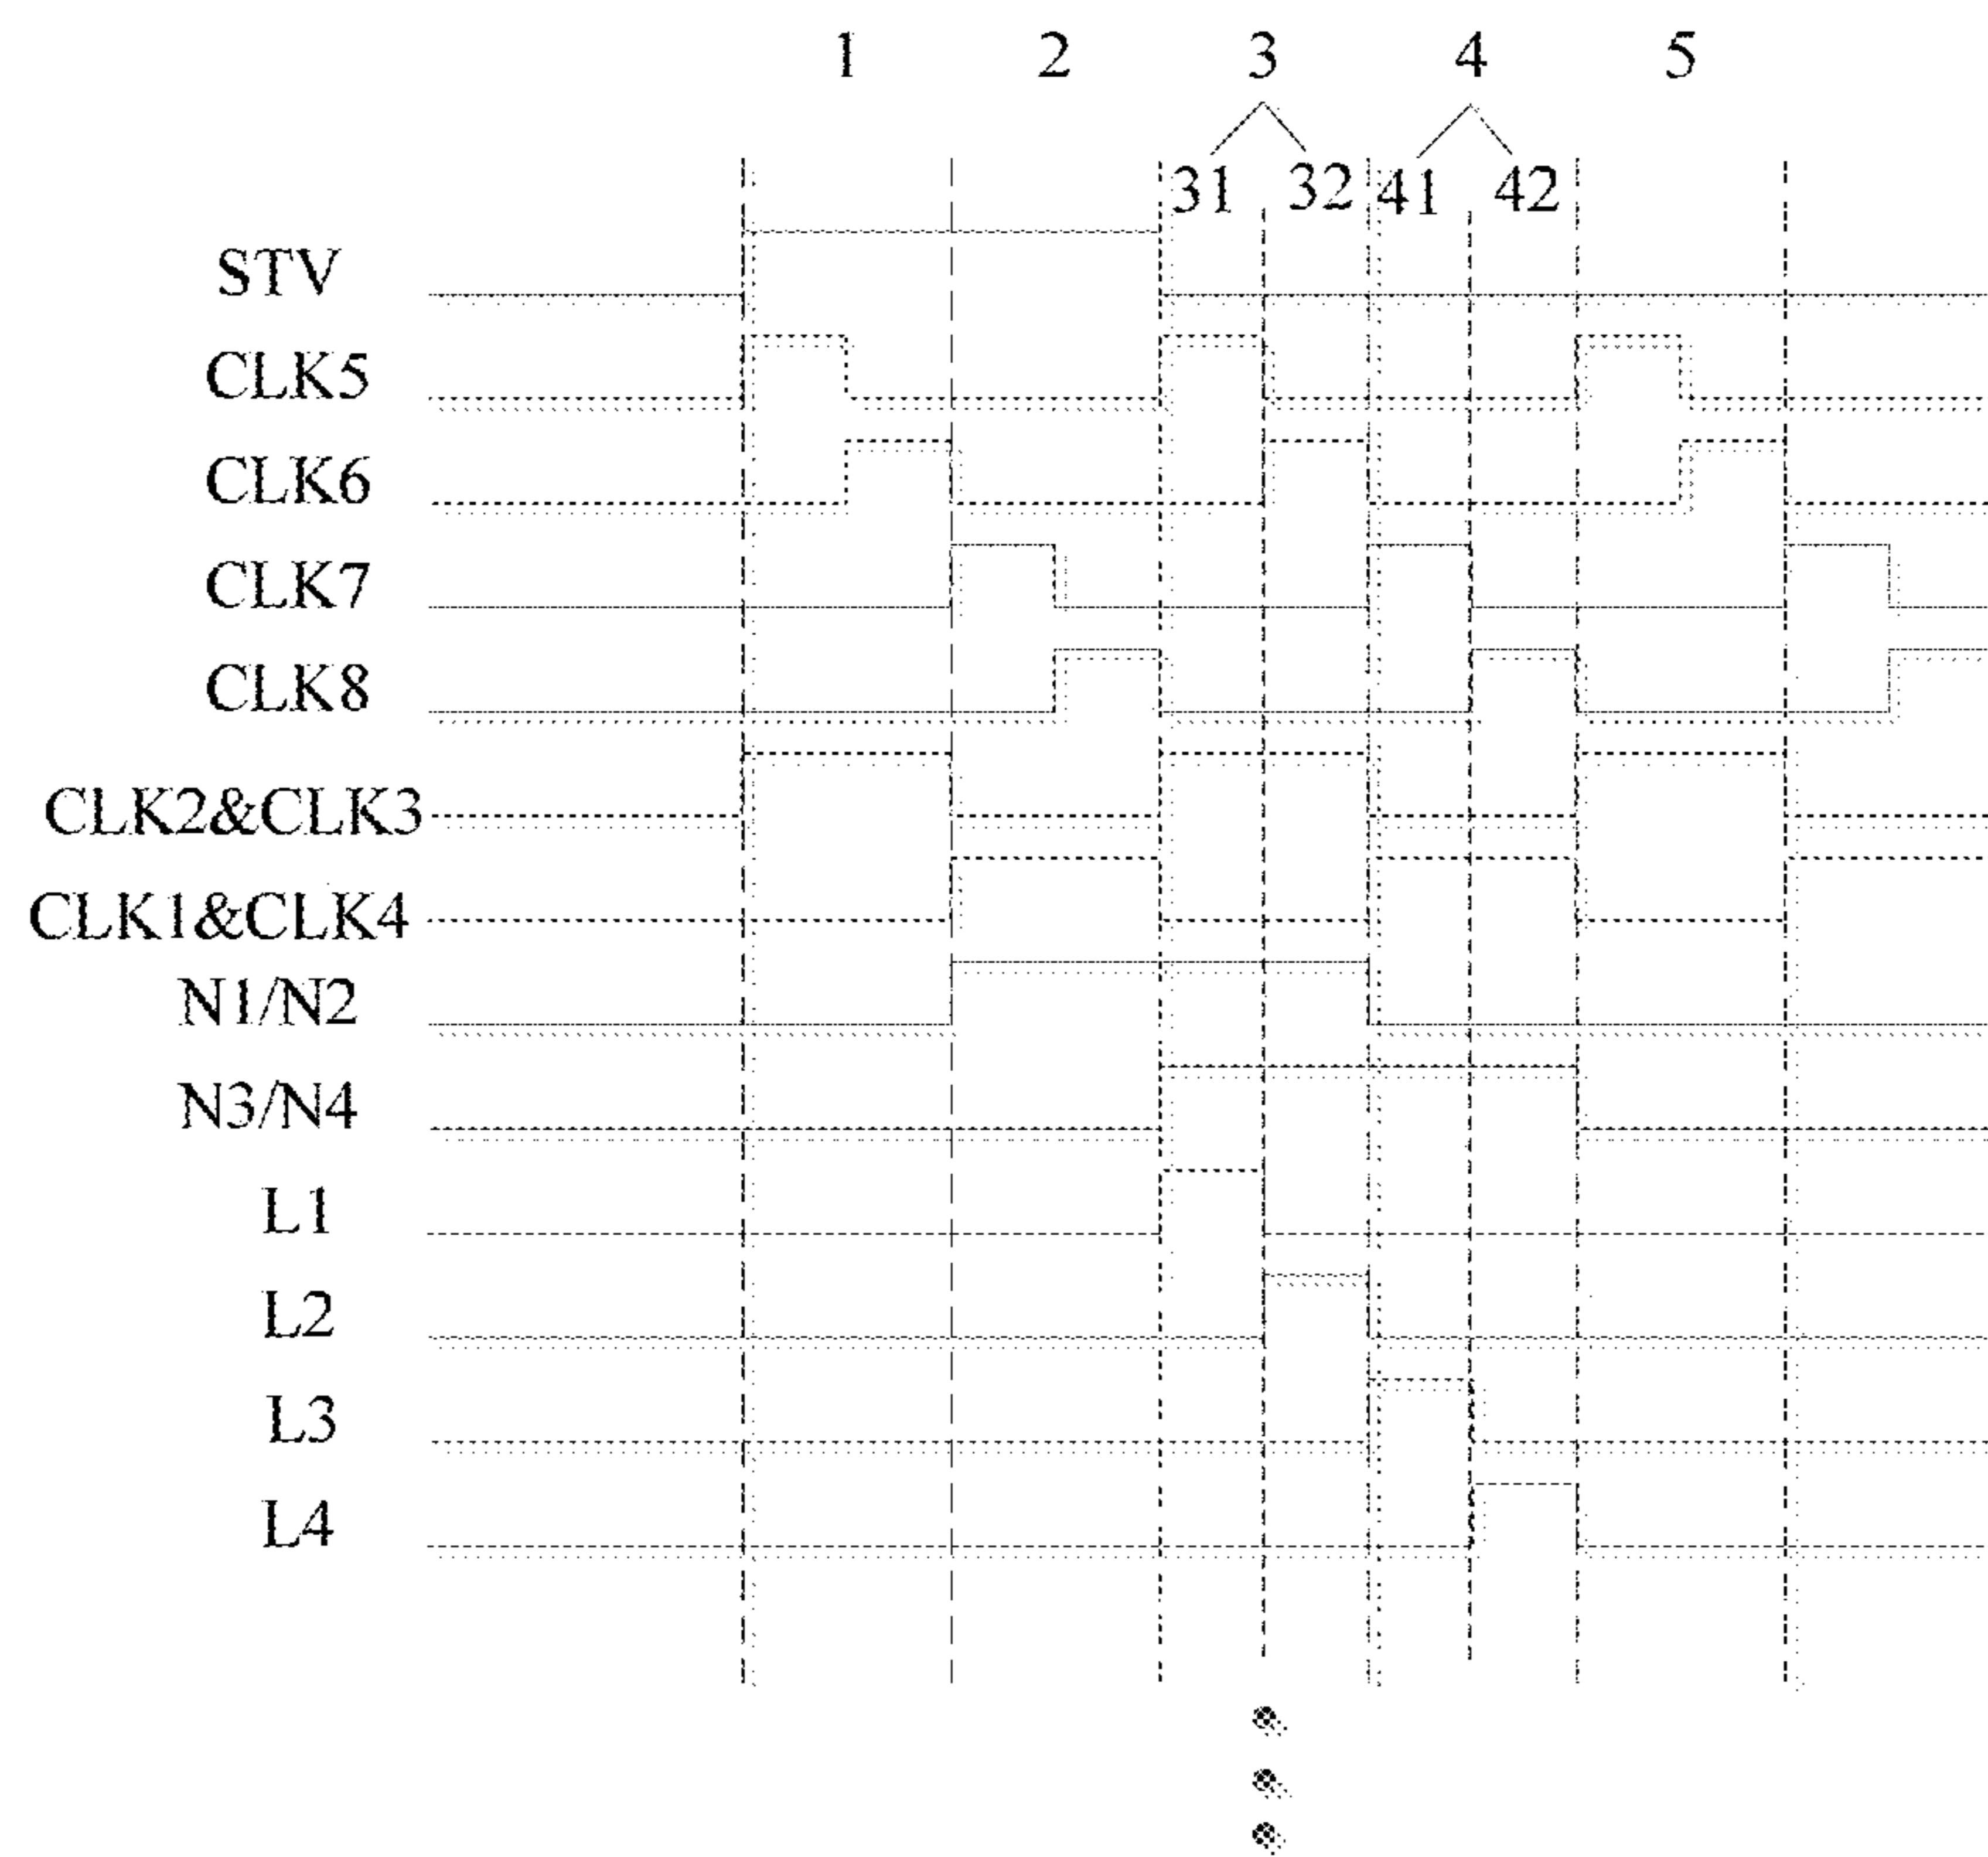 1 2 3 4 5
31 32 41 42
STV
CLK5
CLK6
CLK7
CLK8
CLK2&CLK3
CLK1&CLK4
N1/N2
N3/N4
L1
L2
L3
L4